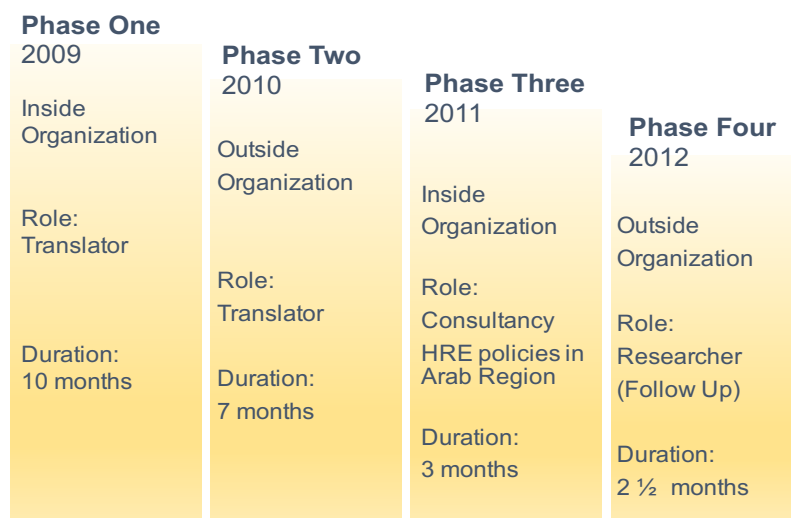 Phase One
2009
Inside
Organization
Role:
Translator
Duration:
10 months
Phase Two
2010
Outside
Organization
Role:
Translator
Duration:
7 months
Phase Three
2011
Inside
Organization
Role:
Consultancy
HRE policies in
Arab Region
Duration:
3 months
Phase Four
2012
Outside
Organization
Role:
Researcher
(Follow Up)
Duration:
2 ½ months